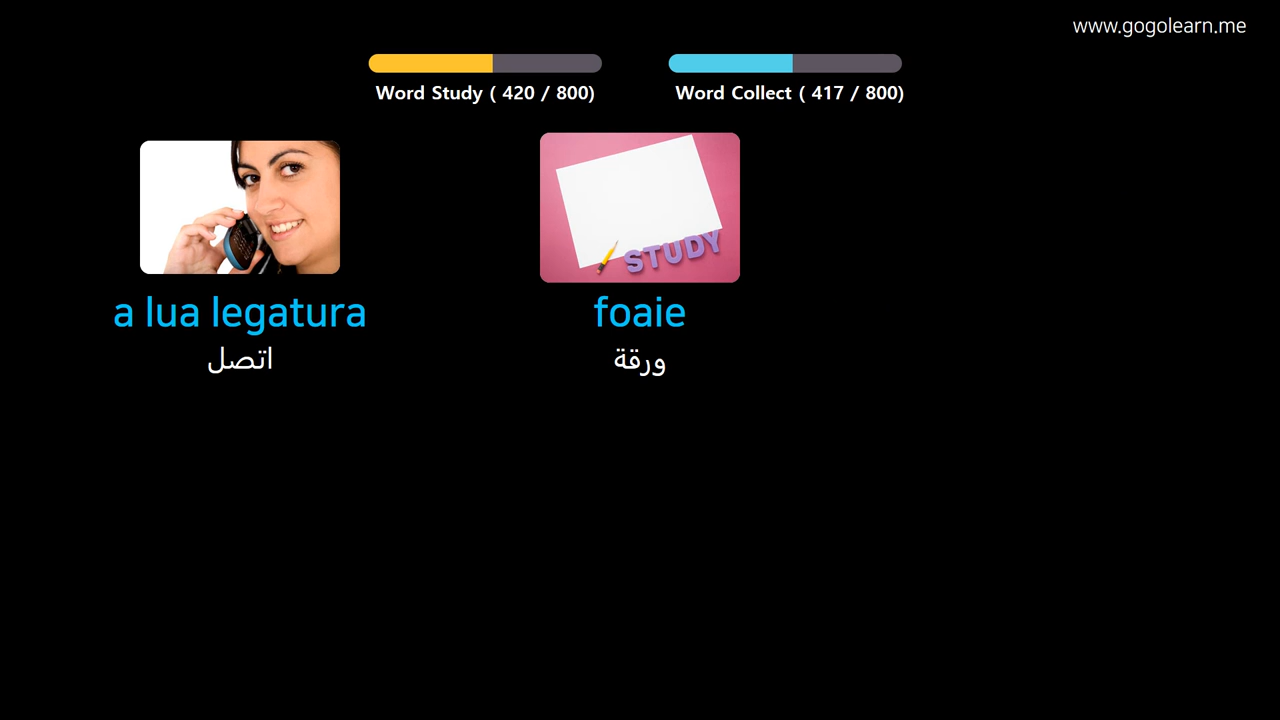 www.gogolearn.me
Word Study ( 420 / 800)
Word Collect ( 417 / 800)
STUDY
a lua legatura
اتصل
foaie
ورقة